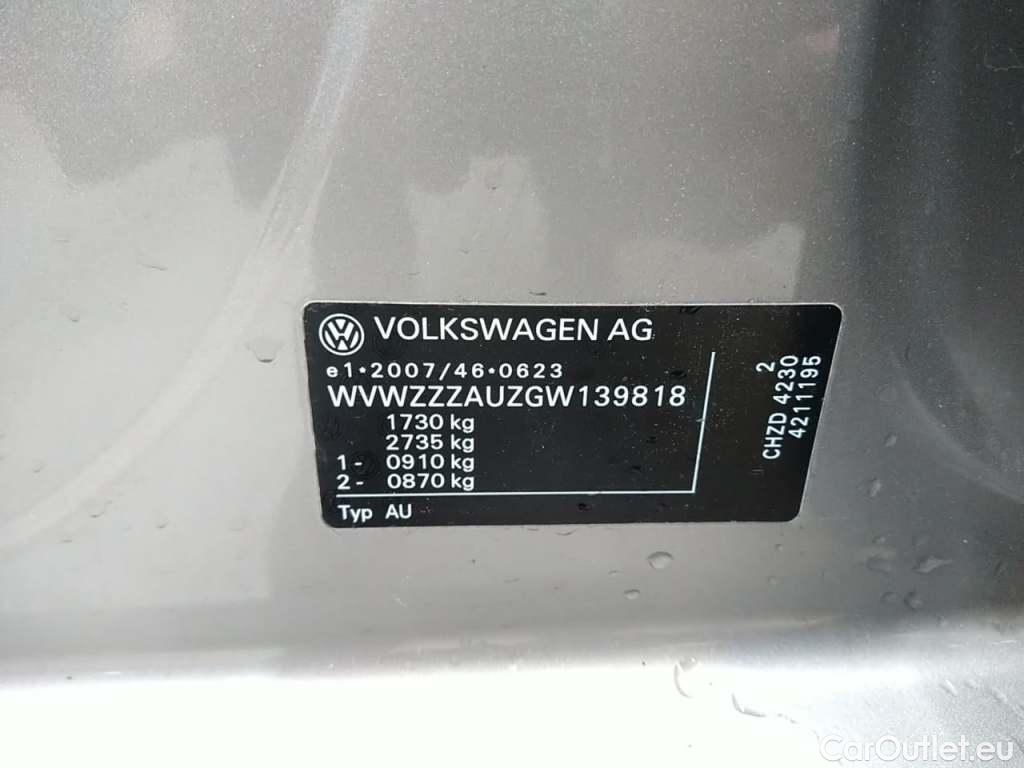 VOLKSWAGEN AG
e1•2007/46•0623
WVWZZZAUZGW139818
1730 kg
2735 kg
1- 0910 kg
2- 0870 kg
Typ AU
2
CHZD 4230
4211195
CarOutlet.eu